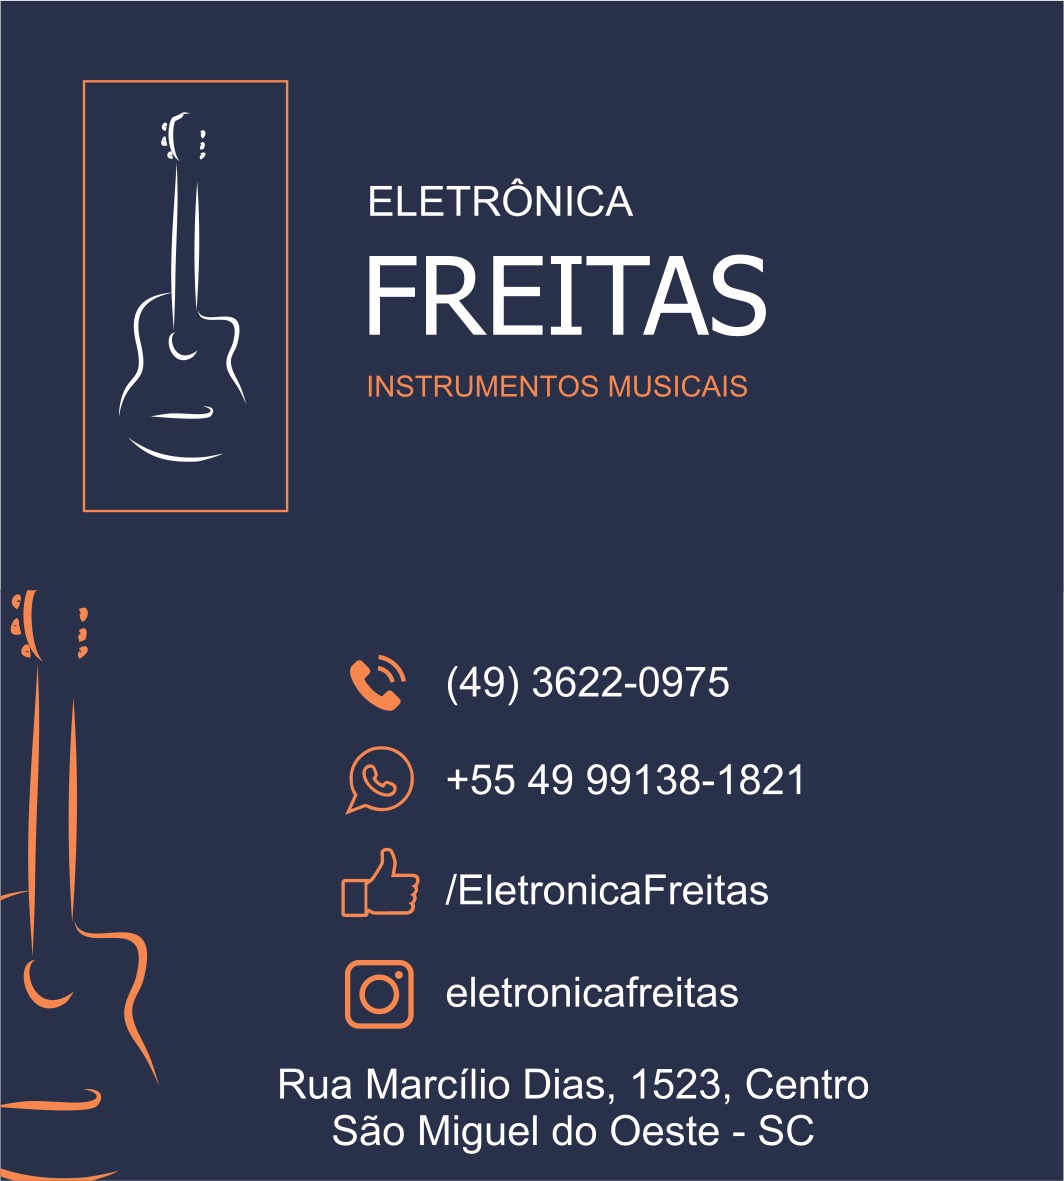 ELETRÔNICA
FREITAS
INSTRUMENTOS MUSICAIS
(49) 3622-0975
+55 49 99138-1821
/EletronicaFreitas
eletronicafreitas
Rua Marcílio Dias, 1523, Centro
São Miguel do Oeste - SC